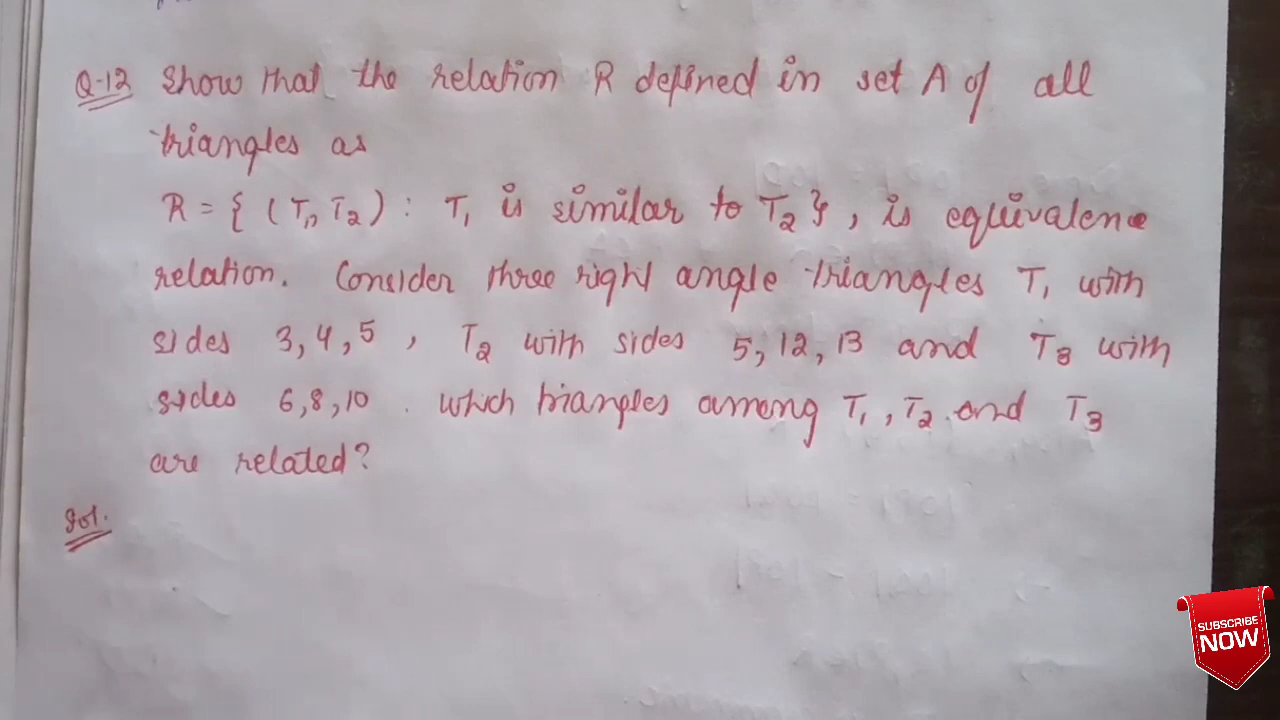 Q-12 Show that the relation R defined in set A of all
triangles as
R = { (T₁, T₂) : T₁ is similar to T₂ } , is equivalence
relation. Consider three right angle triangles T₁ with
sides 3, 4, 5 , T₂ with sides 5, 12, 13 and T₃ with
sides 6, 8, 10 . which triangles among T₁ , T₂ and T₃
are related?
Sol.
SUBSCRIBE
NOW